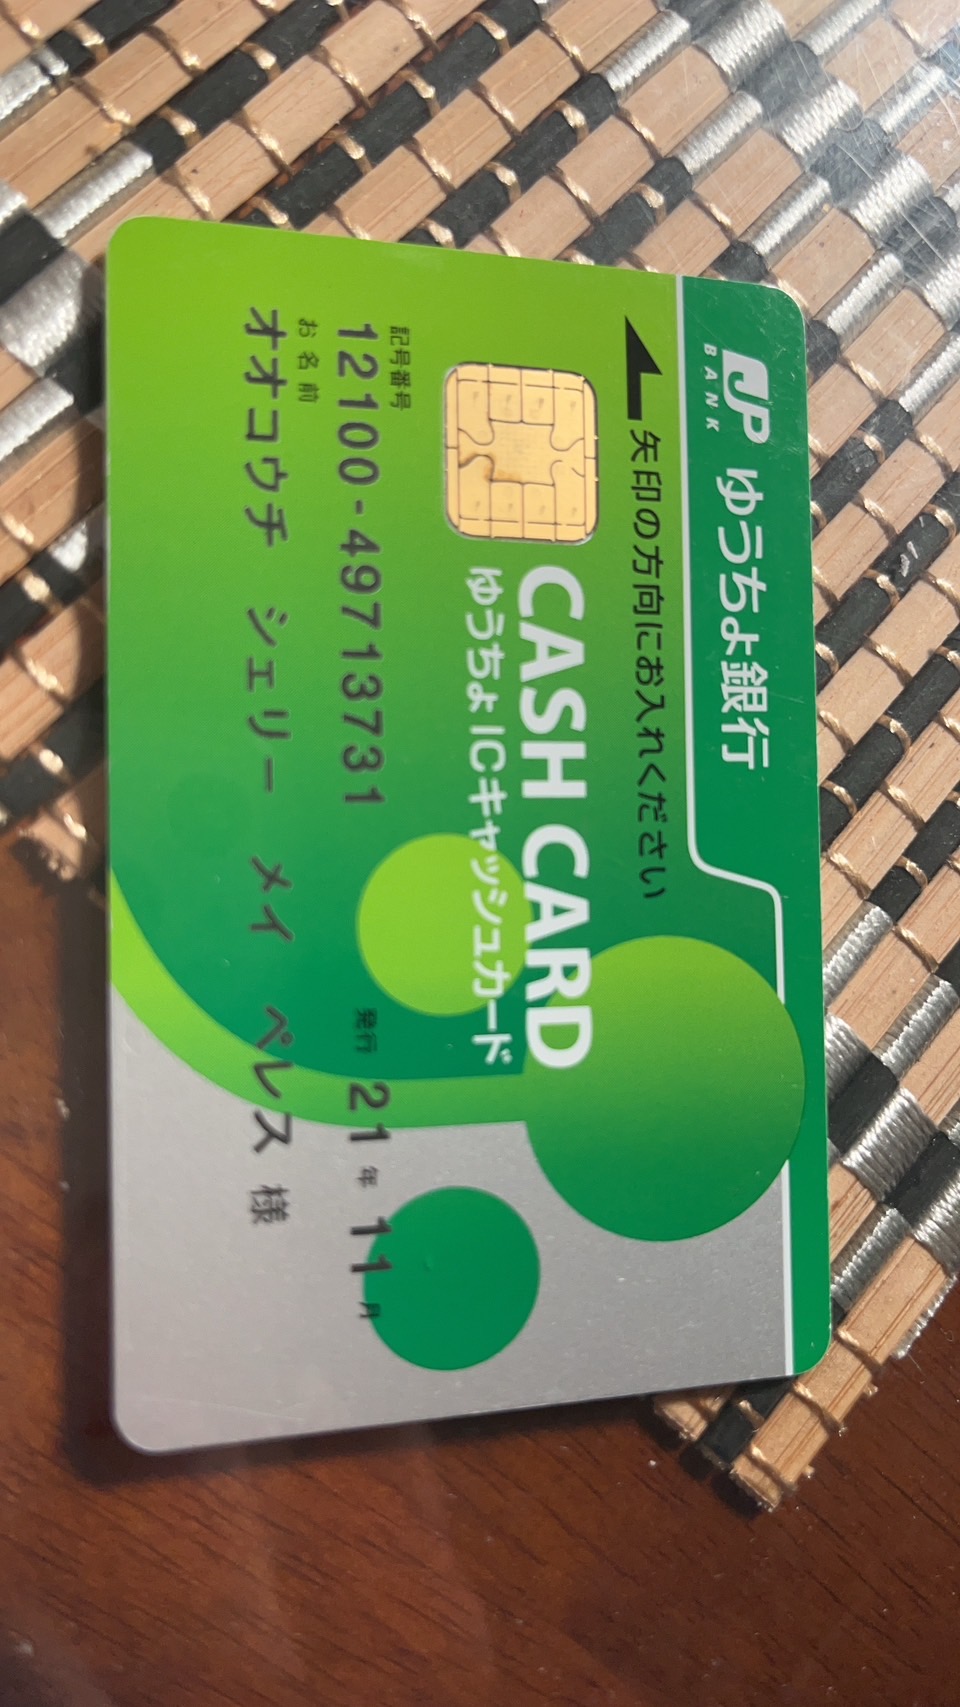 JP
BANK
ゆうちょ銀行
矢印の方向にお入れください
CASH CARD
ゆうちょICキャッシュカード
記号番号
12100-49713731
発行 21年 11月
お名前
オオコウチ シェリー メイ ペレス 様